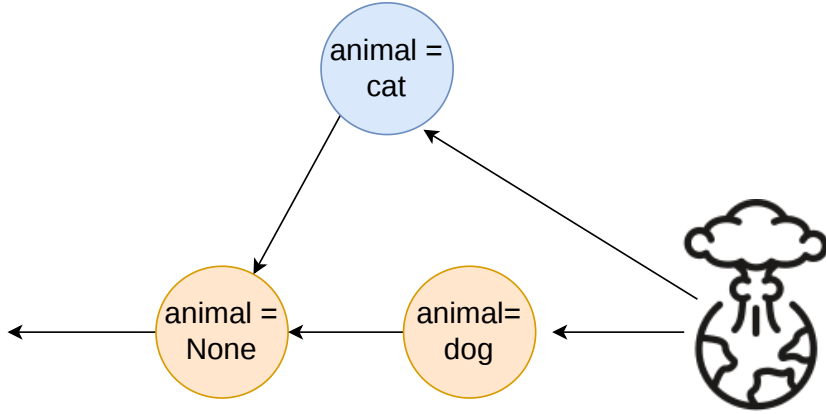 animal =
cat
animal =
None
animal=
dog